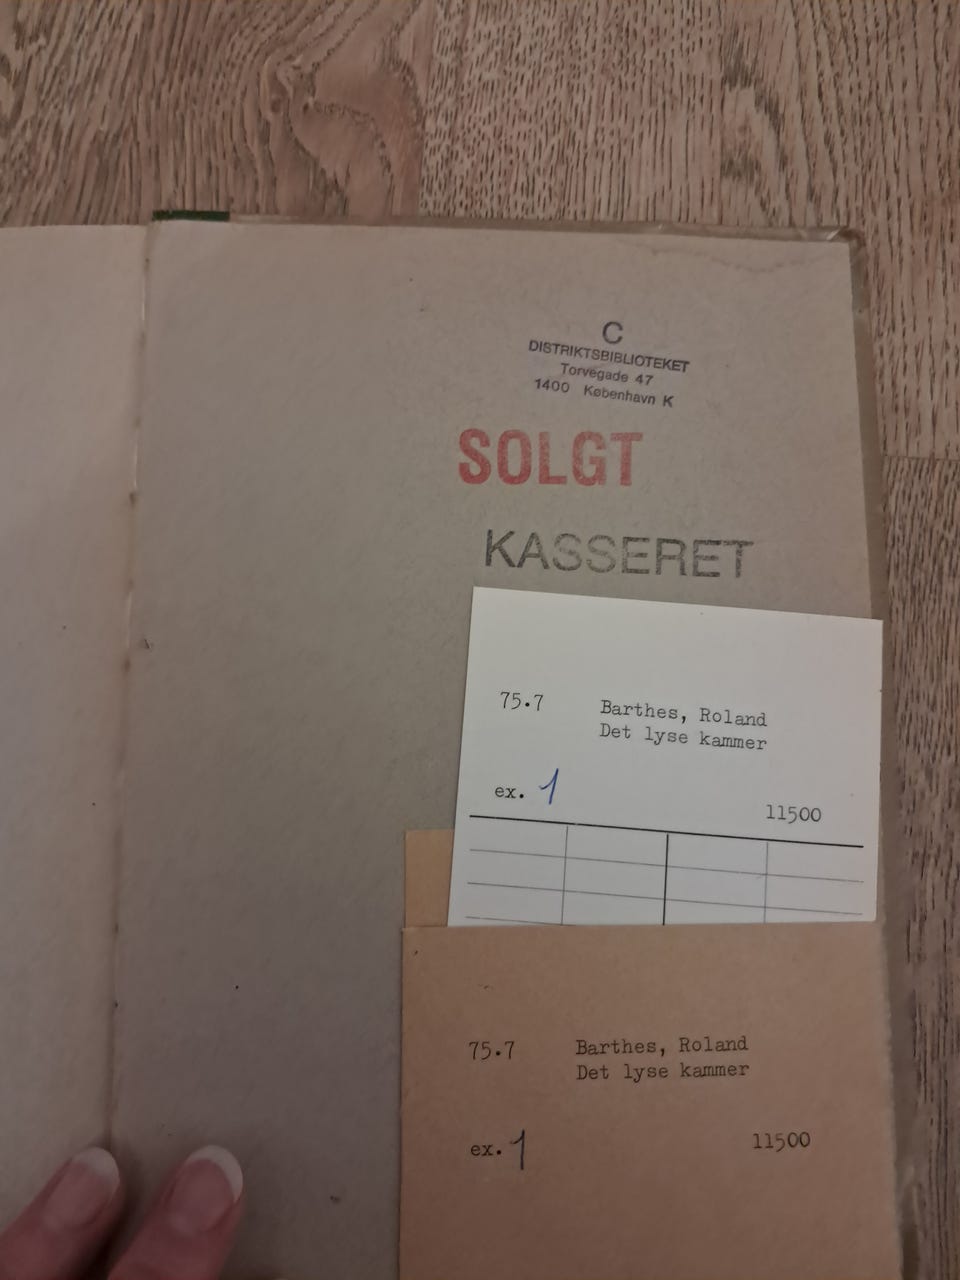 C
DISTRIKTSBIBLIOTEKET
Torvegade 47
1400 København K
SOLGT
KASSERET
75.7 Barthes, Roland
Det lyse kammer
ex. 1
11500
75.7 Barthes, Roland
Det lyse kammer
ex. 1
11500